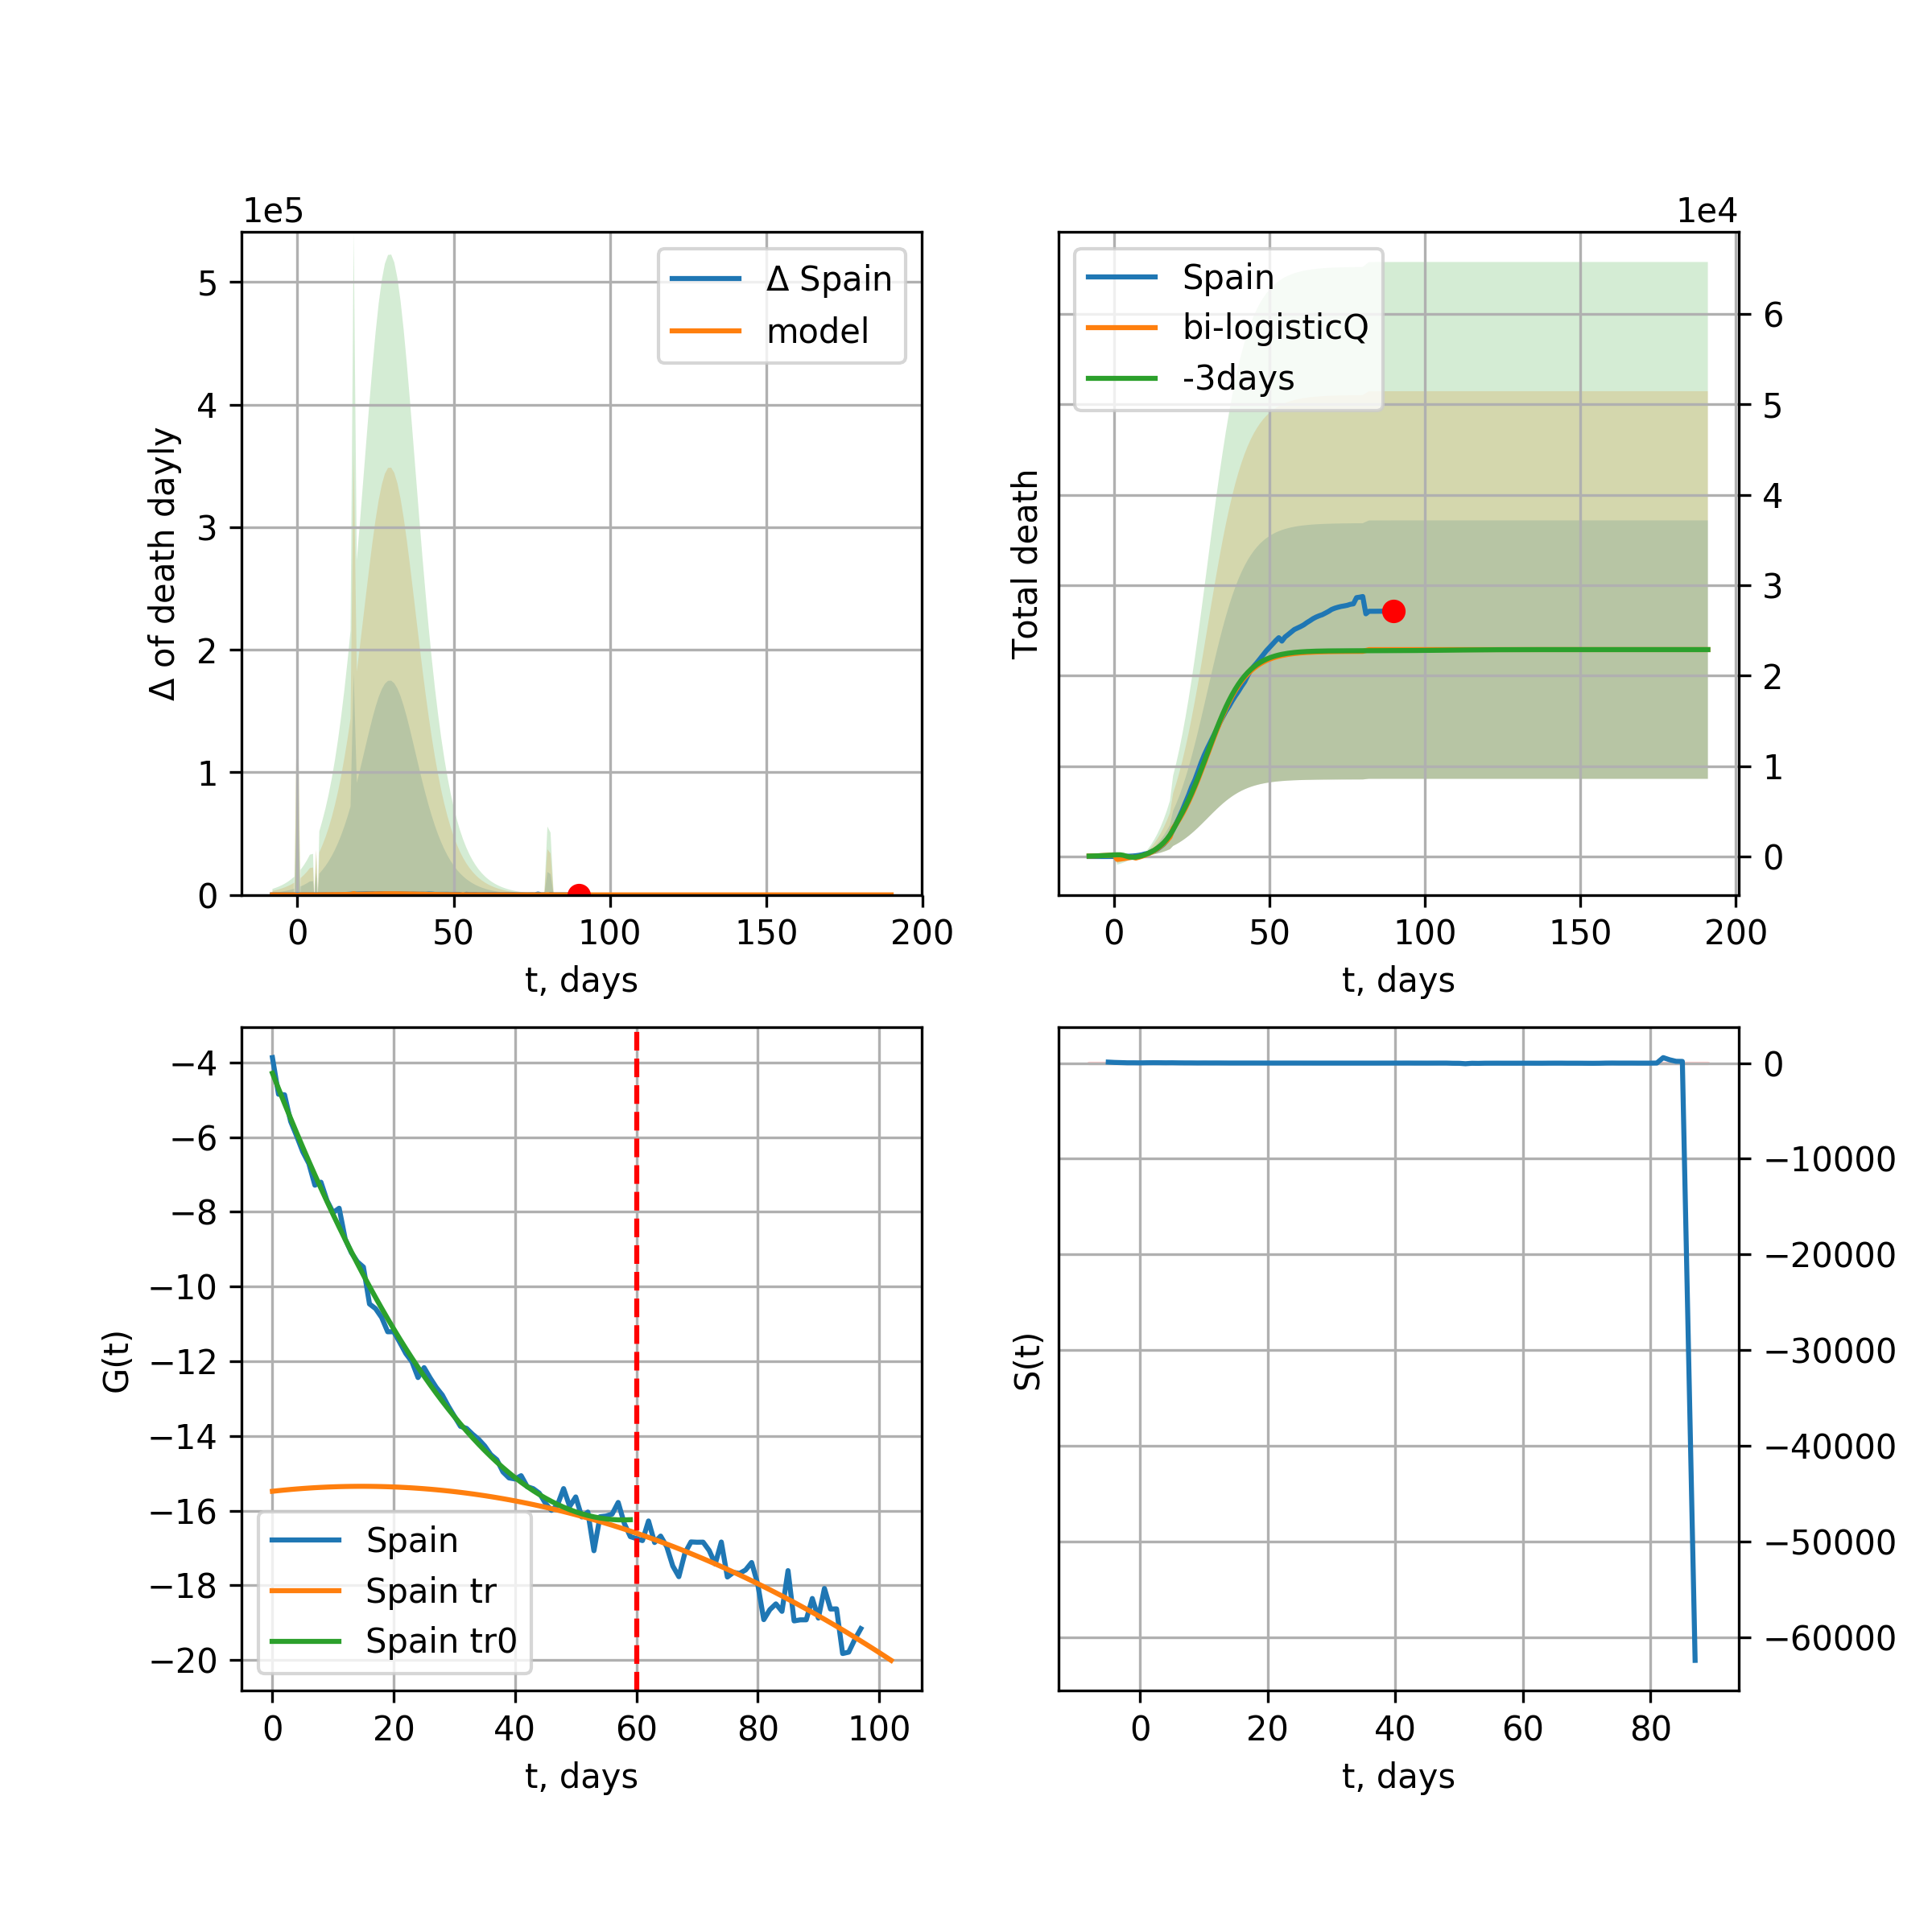 1e5
Δ of death dayly
5
4
3
2
1
0
0 50 100 150 200
t, days
Δ Spain
model
1e4
Total death
6
5
4
3
2
1
0
0 50 100 150 200
t, days
Spain
bi-logisticQ
-3days
G(t)
−4
−6
−8
−10
−12
−14
−16
−18
−20
0 20 40 60 80 100
t, days
Spain
Spain tr
Spain tr0
S(t)
0
−10000
−20000
−30000
−40000
−50000
−60000
0 20 40 60 80
t, days